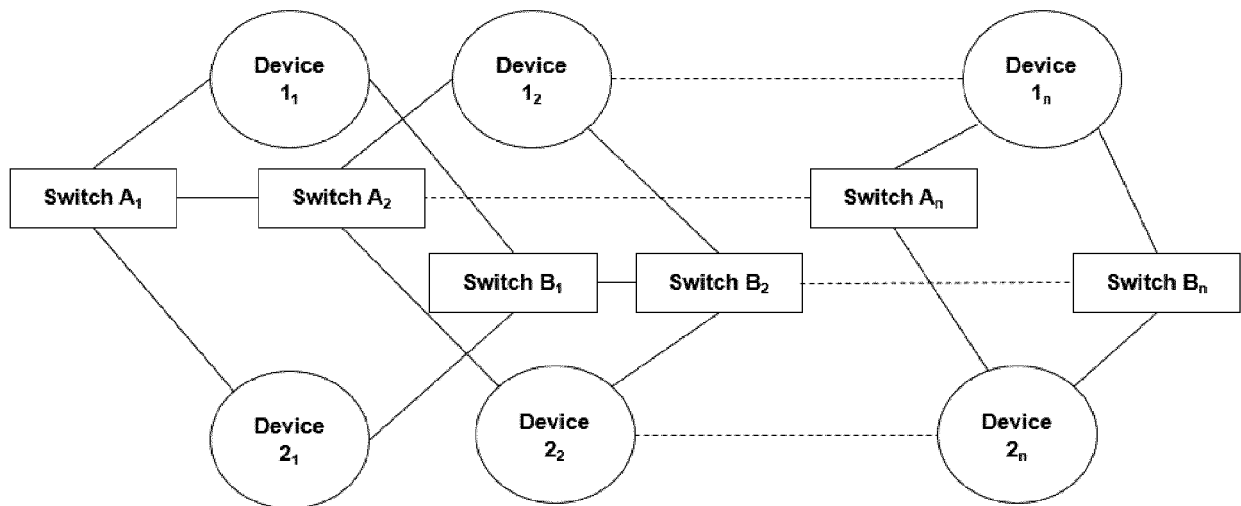 Device
1₁
Device
1₂
Device
1ₙ
Switch A₁
Switch A₂
Switch Aₙ
Switch B₁
Switch B₂
Switch Bₙ
Device
2₁
Device
2₂
Device
2ₙ